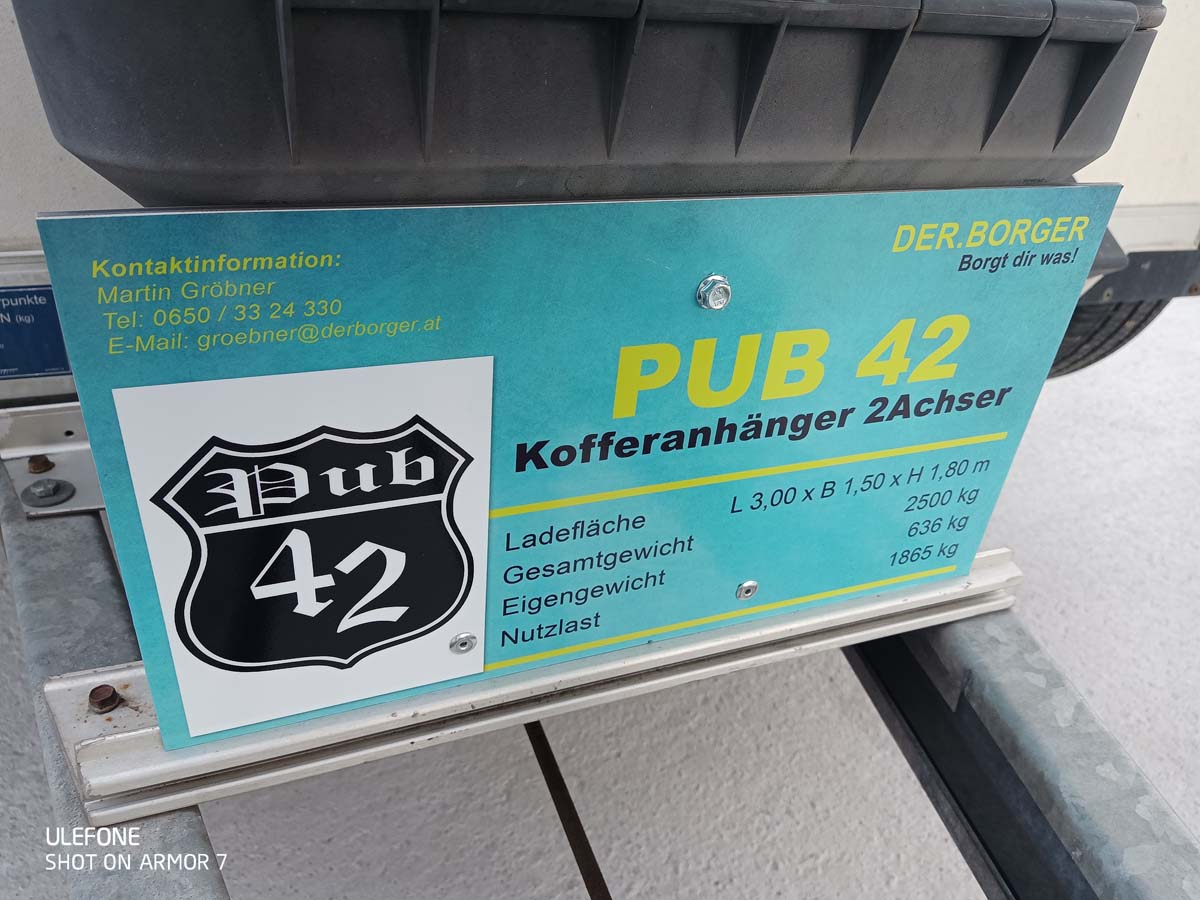 Kontaktinformation:
Martin Gröbner
Tel: 0650 / 33 24 330
E-Mail: groebner@derborger.at
DER.BORGER
Borgt dir was!
PUB 42
Kofferanhänger 2Achser
Ladefläche L 3,00 x B 1,50 x H 1,80 m
Gesamtgewicht 2500 kg
Eigengewicht 636 kg
Nutzlast 1865 kg
Pub
42
rpunkte
N (kg)
ULEFONE
SHOT ON ARMOR 7